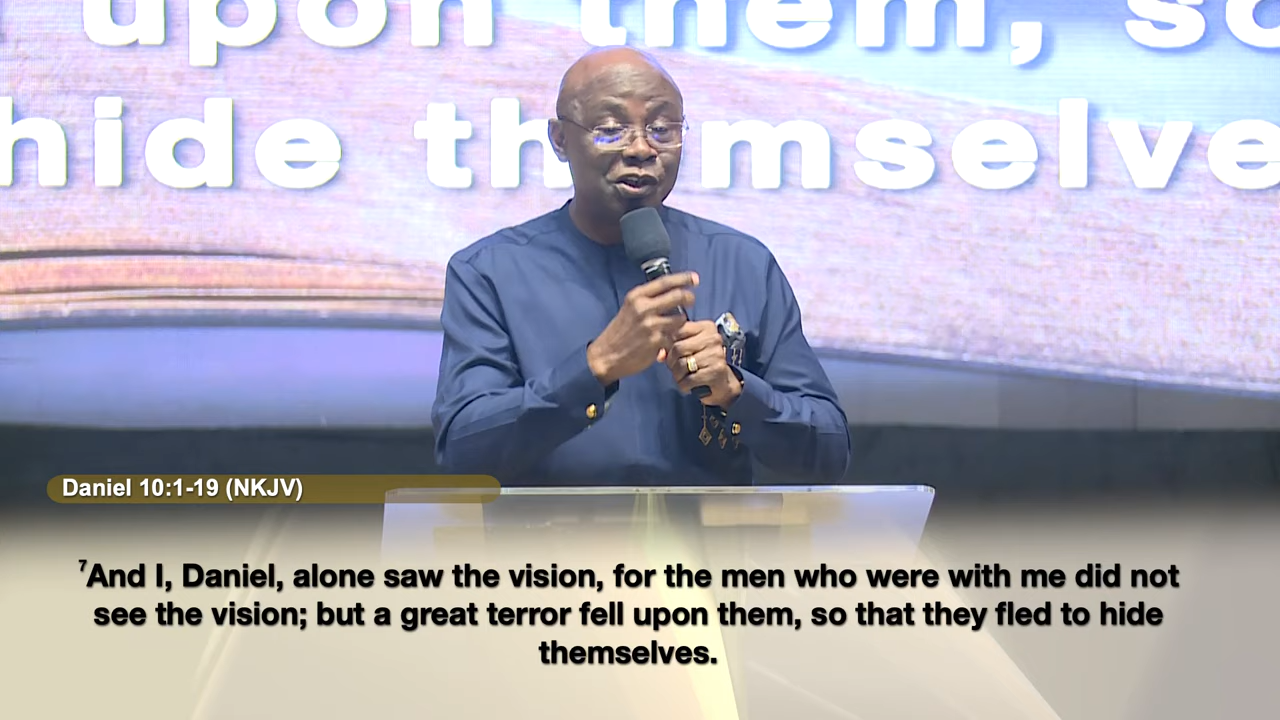 upon them, so
hide themselve
Daniel 10:1-19 (NKJV)
7And I, Daniel, alone saw the vision, for the men who were with me did not
see the vision; but a great terror fell upon them, so that they fled to hide
themselves.